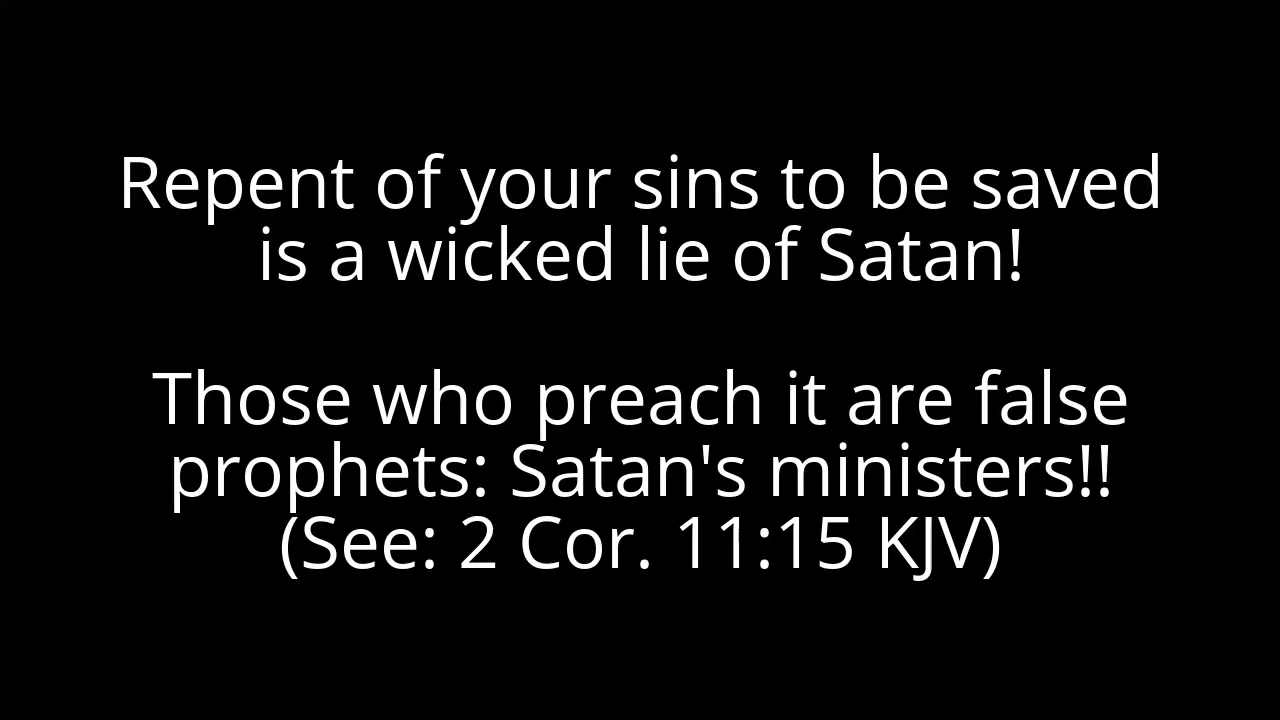 Repent of your sins to be saved
is a wicked lie of Satan!
Those who preach it are false
prophets: Satan's ministers!!
(See: 2 Cor. 11:15 KJV)